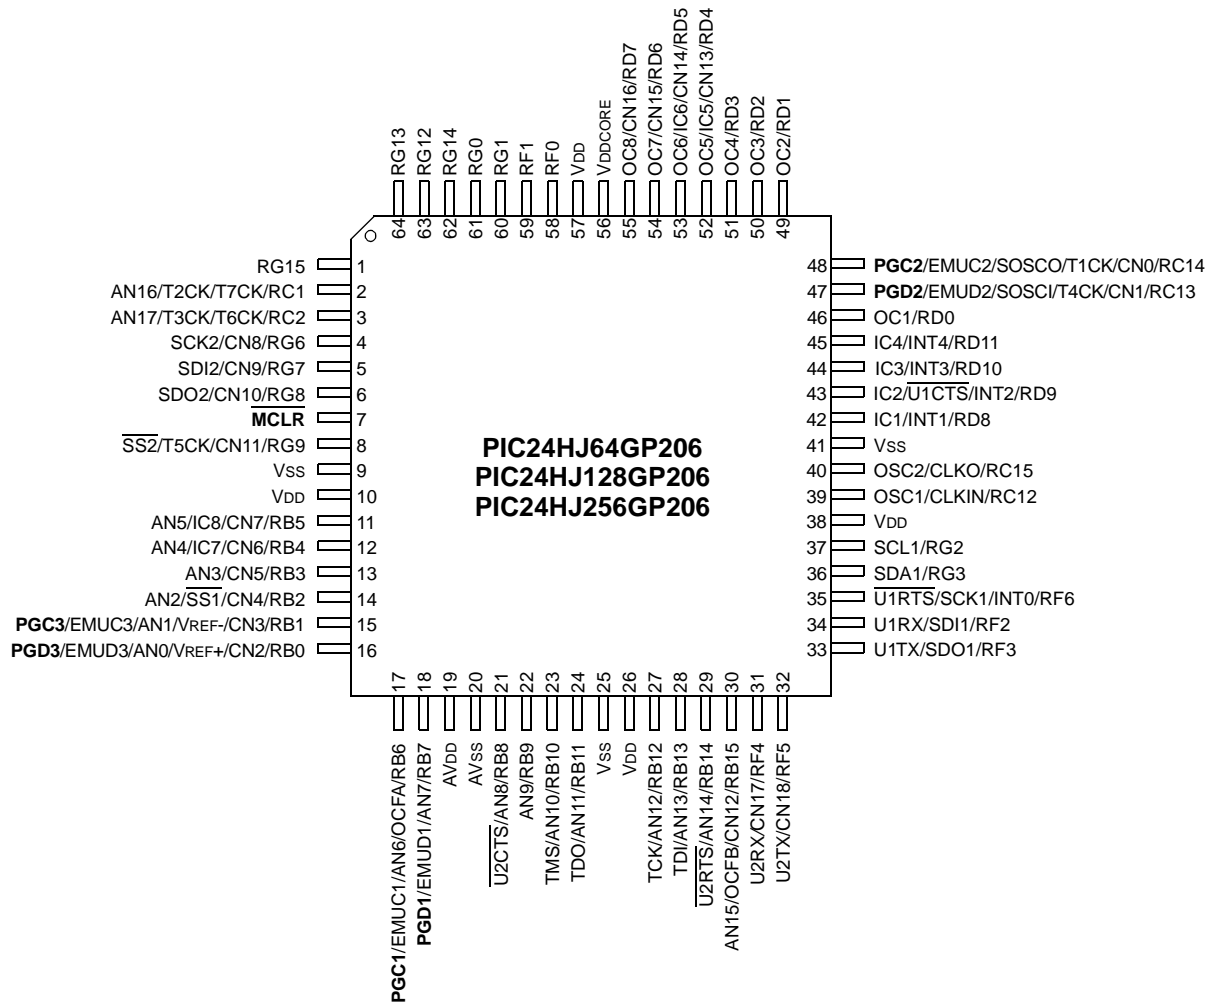 RG13
RG12
RG14
RG0
RG1
RF1
RF0
VDD
VDDCORE
OC8/CN16/RD7
OC7/CN15/RD6
OC6/IC6/CN14/RD5
OC5/IC5/CN13/RD4
OC4/RD3
OC3/RD2
OC2/RD1
64
63
62
61
60
59
58
57
56
55
54
53
52
51
50
49
RG15 1
AN16/T2CK/T7CK/RC1 2
AN17/T3CK/T6CK/RC2 3
SCK2/CN8/RG6 4
SDI2/CN9/RG7 5
SDO2/CN10/RG8 6
MCLR 7
SS2/T5CK/CN11/RG9 8
VSS 9
VDD 10
AN5/IC8/CN7/RB5 11
AN4/IC7/CN6/RB4 12
AN3/CN5/RB3 13
AN2/SS1/CN4/RB2 14
PGC3/EMUC3/AN1/VREF-/CN3/RB1 15
PGD3/EMUD3/AN0/VREF+/CN2/RB0 16
PIC24HJ64GP206
PIC24HJ128GP206
PIC24HJ256GP206
48 PGC2/EMUC2/SOSCO/T1CK/CN0/RC14
47 PGD2/EMUD2/SOSCI/T4CK/CN1/RC13
46 OC1/RD0
45 IC4/INT4/RD11
44 IC3/INT3/RD10
43 IC2/U1CTS/INT2/RD9
42 IC1/INT1/RD8
41 VSS
40 OSC2/CLKO/RC15
39 OSC1/CLKIN/RC12
38 VDD
37 SCL1/RG2
36 SDA1/RG3
35 U1RTS/SCK1/INT0/RF6
34 U1RX/SDI1/RF2
33 U1TX/SDO1/RF3
17
18
19
20
21
22
23
24
25
26
27
28
29
30
31
32
PGC1/EMUC1/AN6/OCFA/RB6
PGD1/EMUD1/AN7/RB7
AVDD
AVSS
U2CTS/AN8/RB8
AN9/RB9
TMS/AN10/RB10
TDO/AN11/RB11
VSS
VDD
TCK/AN12/RB12
TDI/AN13/RB13
U2RTS/AN14/RB14
AN15/OCFB/CN12/RB15
U2RX/CN17/RF4
U2TX/CN18/RF5